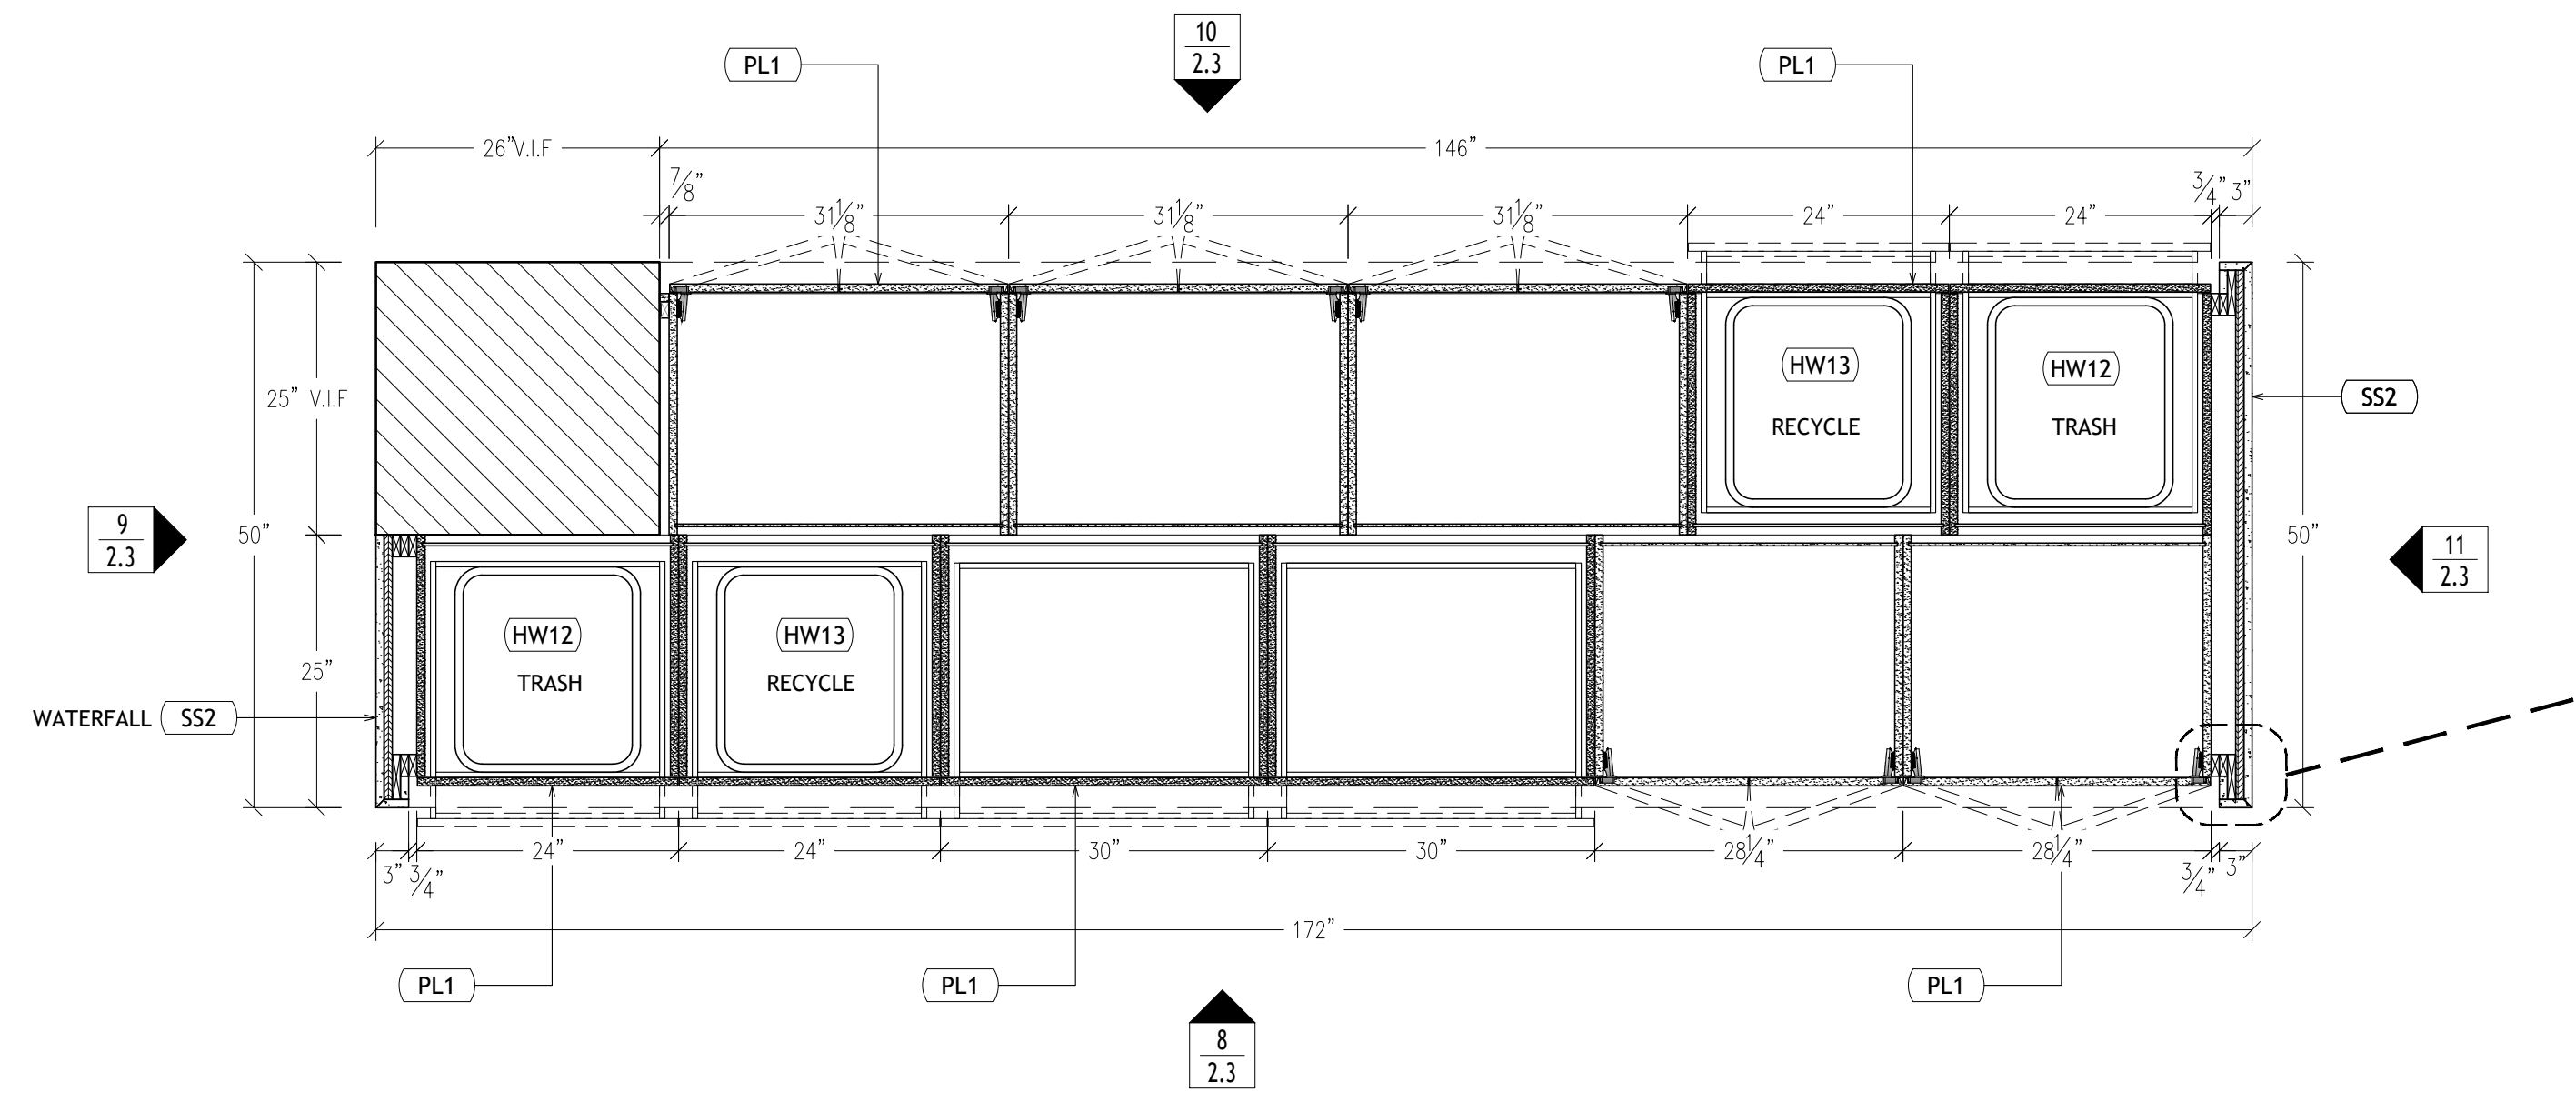 10
2.3
PL1
PL1
26"V.I.F
146"
7/8"
3/4" 3"
31 1/8"
31 1/8"
31 1/8"
24"
24"
HW13
RECYCLE
HW12
TRASH
25" V.I.F
SS2
9
2.3
50"
50"
11
2.3
25"
HW12
TRASH
HW13
RECYCLE
WATERFALL SS2
24"
24"
30"
30"
28 1/4"
28 1/4"
3" 3/4"
3/4" 3"
172"
PL1
PL1
PL1
8
2.3